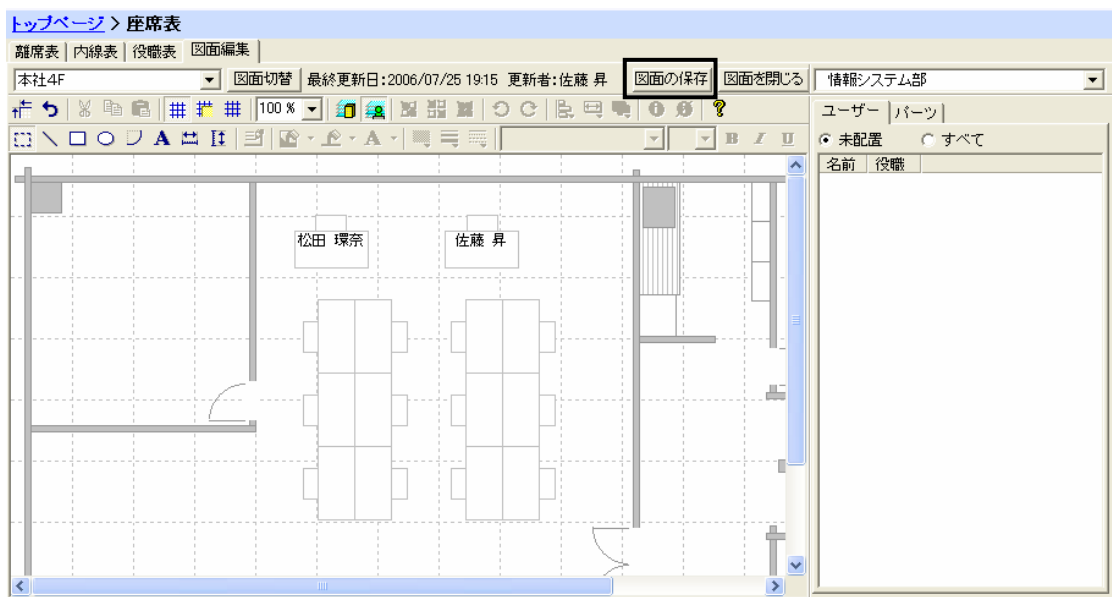 トップページ > 座席表
離席表 内線表 役職表 図面編集
本社4F 図面切替 最終更新日:2006/07/25 19:15 更新者:佐藤 昇 図面の保存 図面を閉じる 情報システム部
100 %
A A B I U
ユーザー パーツ
未配置 すべて
名前 役職
松田 環奈 佐藤 昇